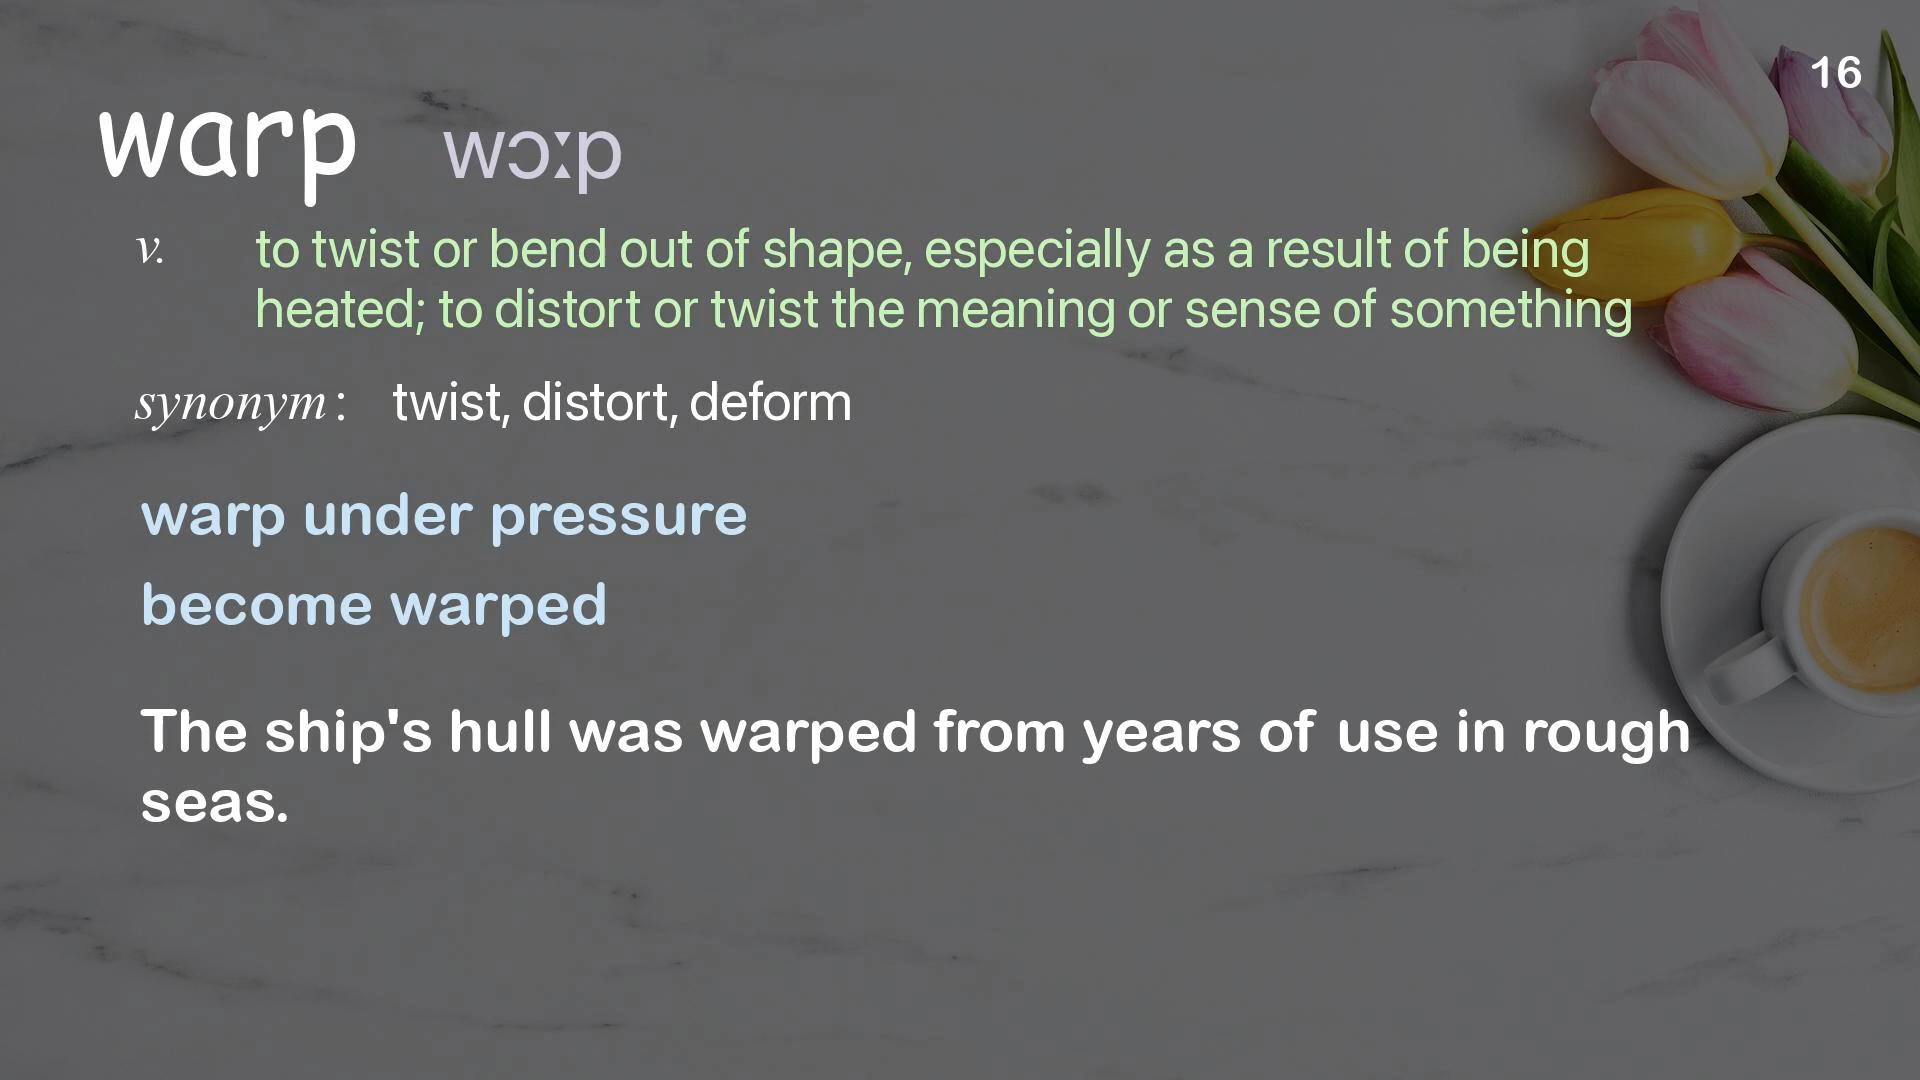 16
warp wɔːp
v. to twist or bend out of shape, especially as a result of being
heated; to distort or twist the meaning or sense of something
synonym : twist, distort, deform
warp under pressure
become warped
The ship's hull was warped from years of use in rough
seas.